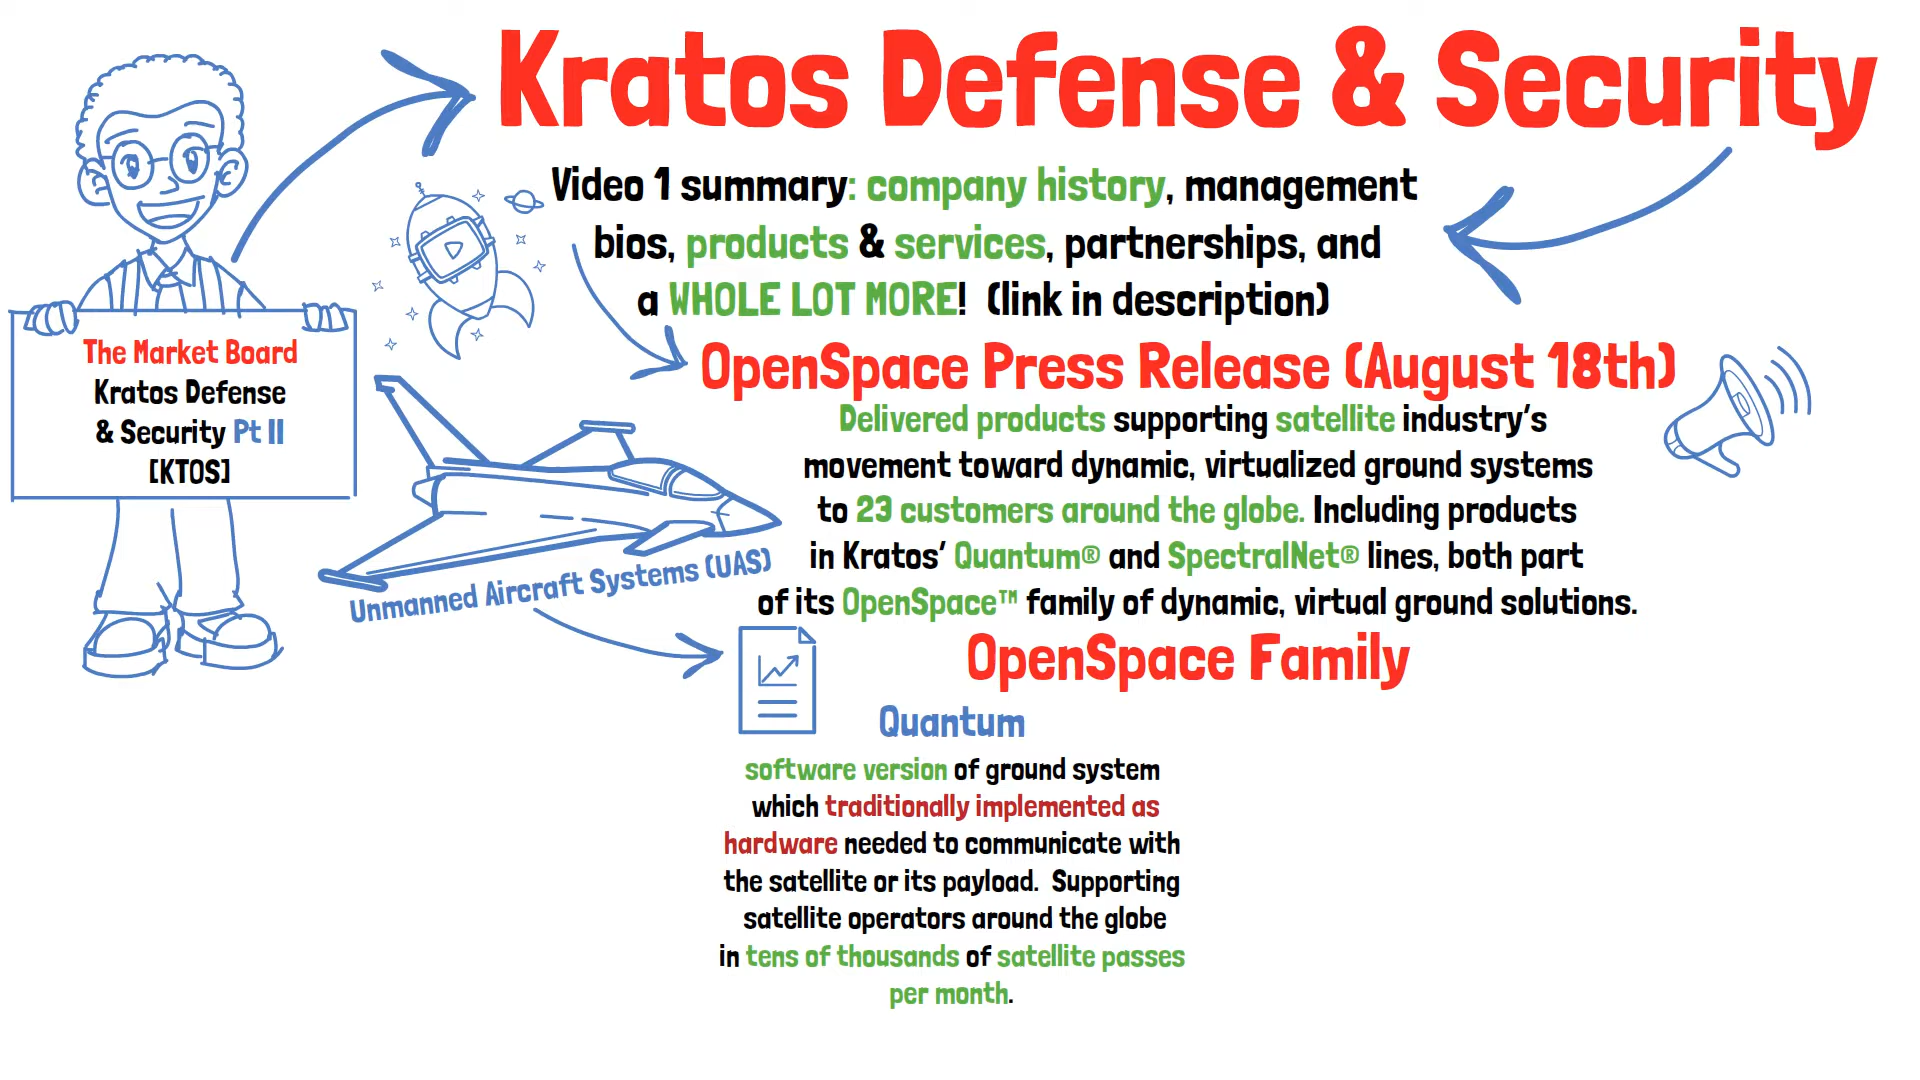 Kratos Defense & Security
Video 1 summary: company history, management
bios, products & services, partnerships, and
a WHOLE LOT MORE!  (link in description)
The Market Board
Kratos Defense
& Security Pt II
[KTOS]
OpenSpace Press Release (August 18th)
Delivered products supporting satellite industry's
movement toward dynamic, virtualized ground systems
to 23 customers around the globe. Including products
in Kratos' Quantum® and SpectralNet® lines, both part
of its OpenSpace™ family of dynamic, virtual ground solutions.
Unmanned Aircraft Systems (UAS)
OpenSpace Family
Quantum
software version of ground system
which traditionally implemented as
hardware needed to communicate with
the satellite or its payload.  Supporting
satellite operators around the globe
in tens of thousands of satellite passes
per month.